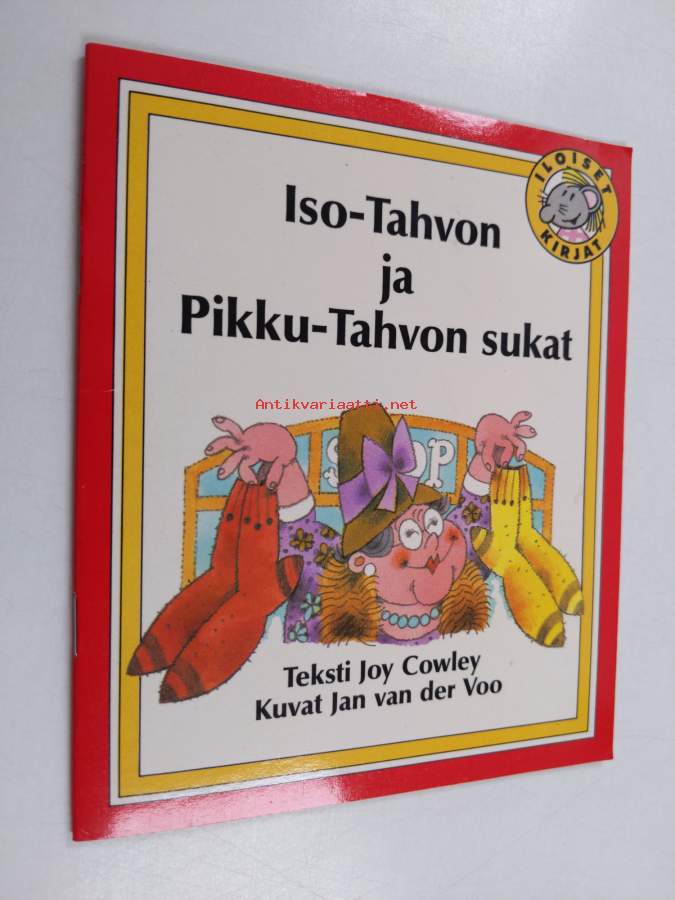 ILOISET
KIRJAT
Iso-Tahvon
ja
Pikku-Tahvon sukat
Antikvariaatti.net
Teksti Joy Cowley
Kuvat Jan van der Voo